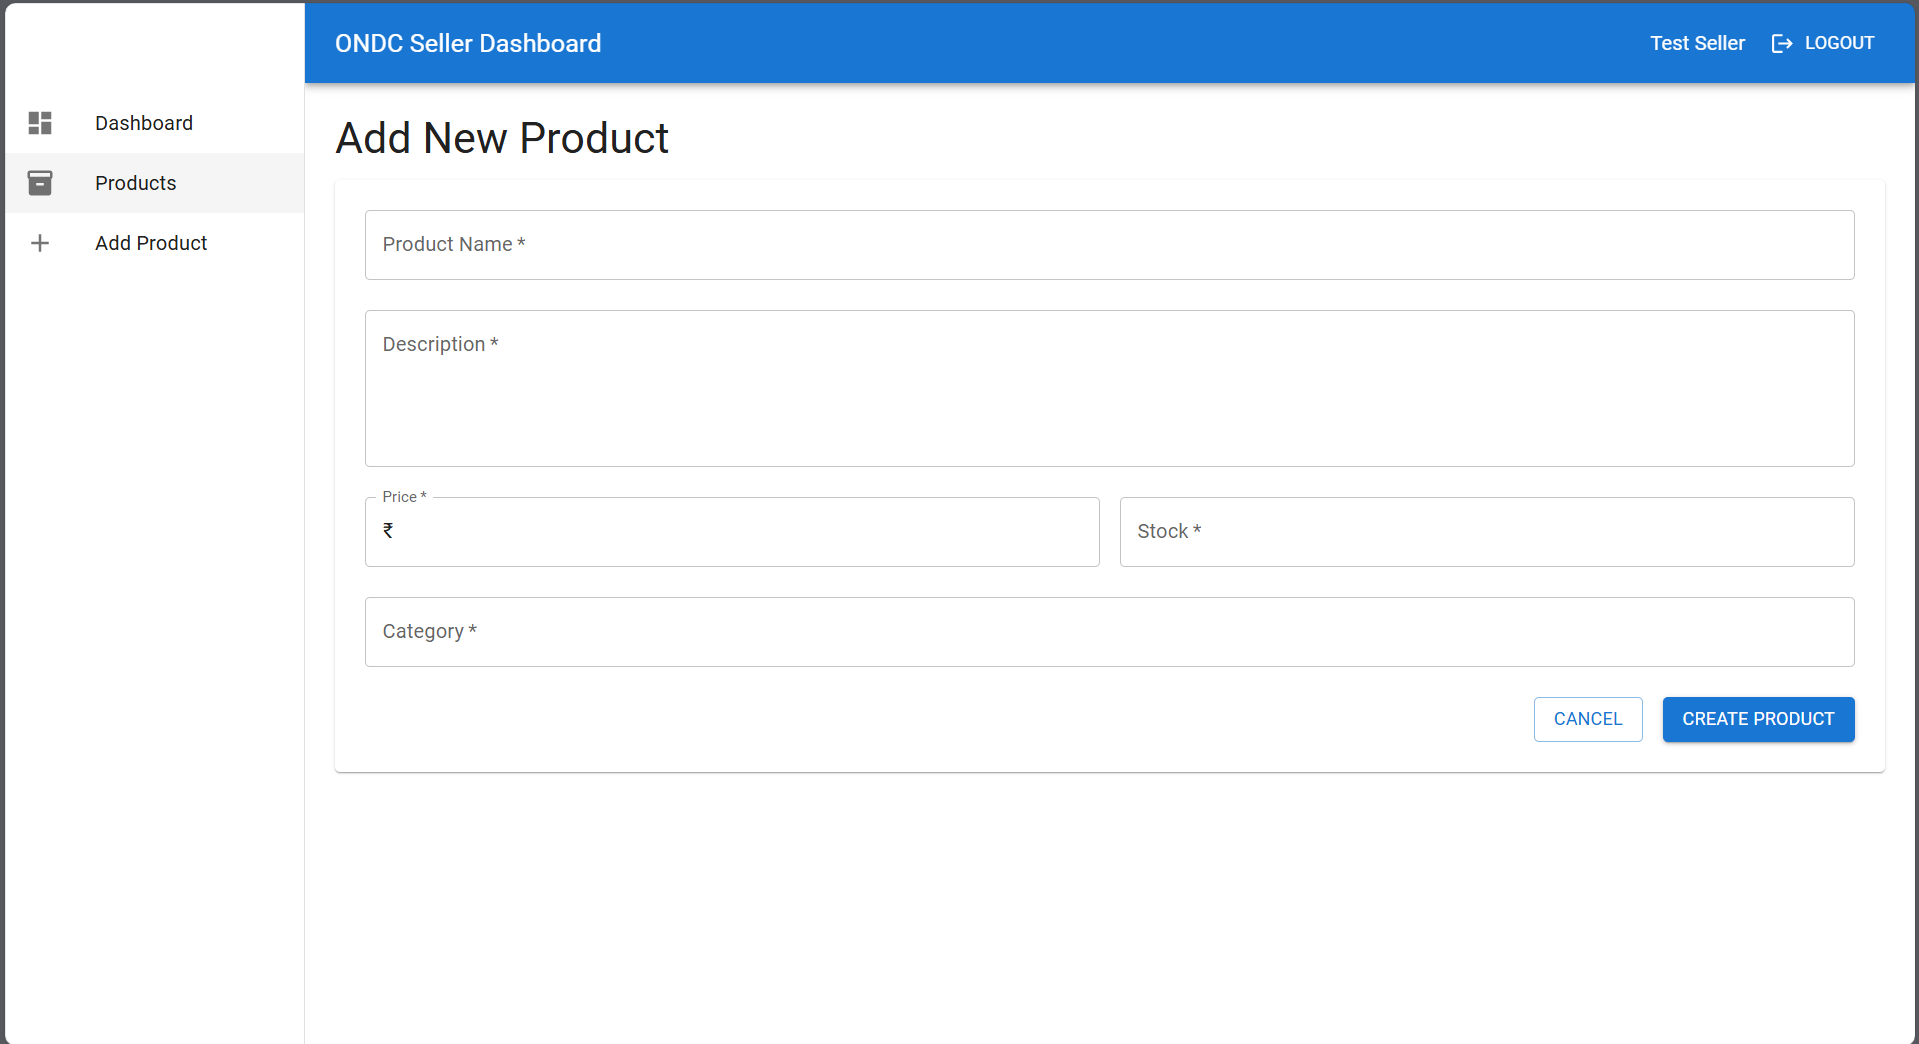 ONDC Seller Dashboard
Test Seller
LOGOUT
Dashboard
Products
Add Product
Add New Product
Product Name *
Description *
Price *
₹
Stock *
Category *
CANCEL
CREATE PRODUCT